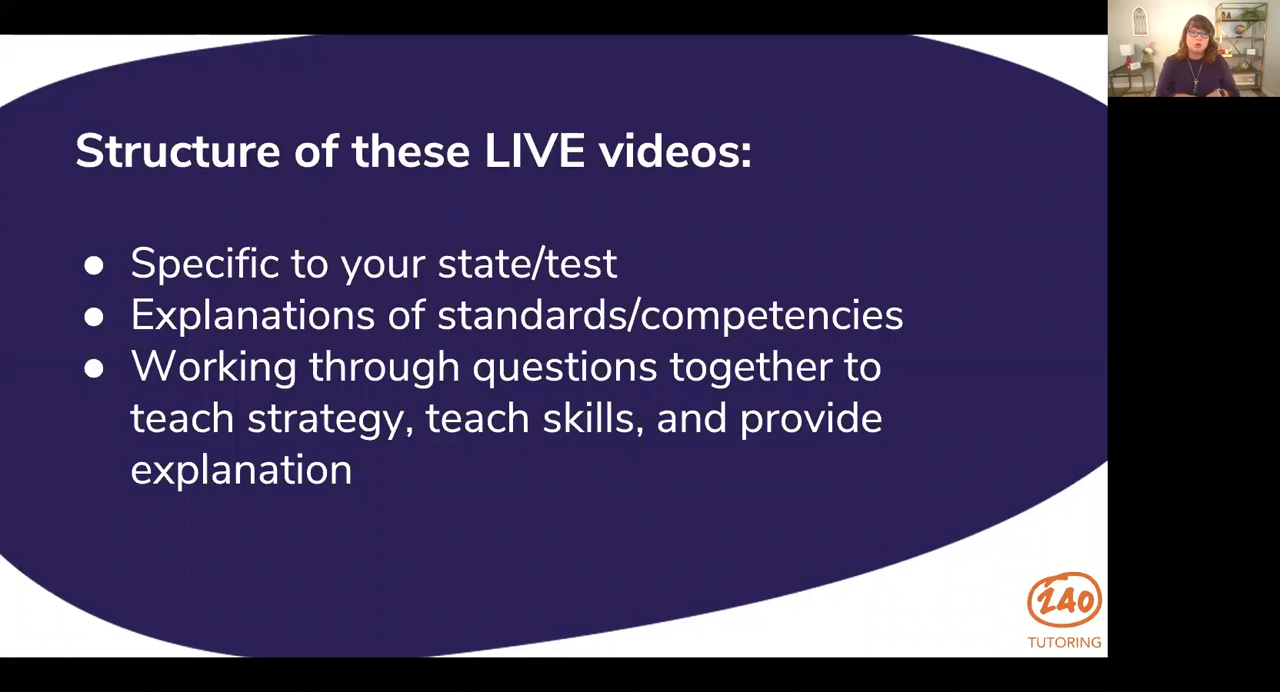 Structure of these LIVE videos:
● Specific to your state/test
● Explanations of standards/competencies
● Working through questions together to
teach strategy, teach skills, and provide
explanation
240
TUTORING